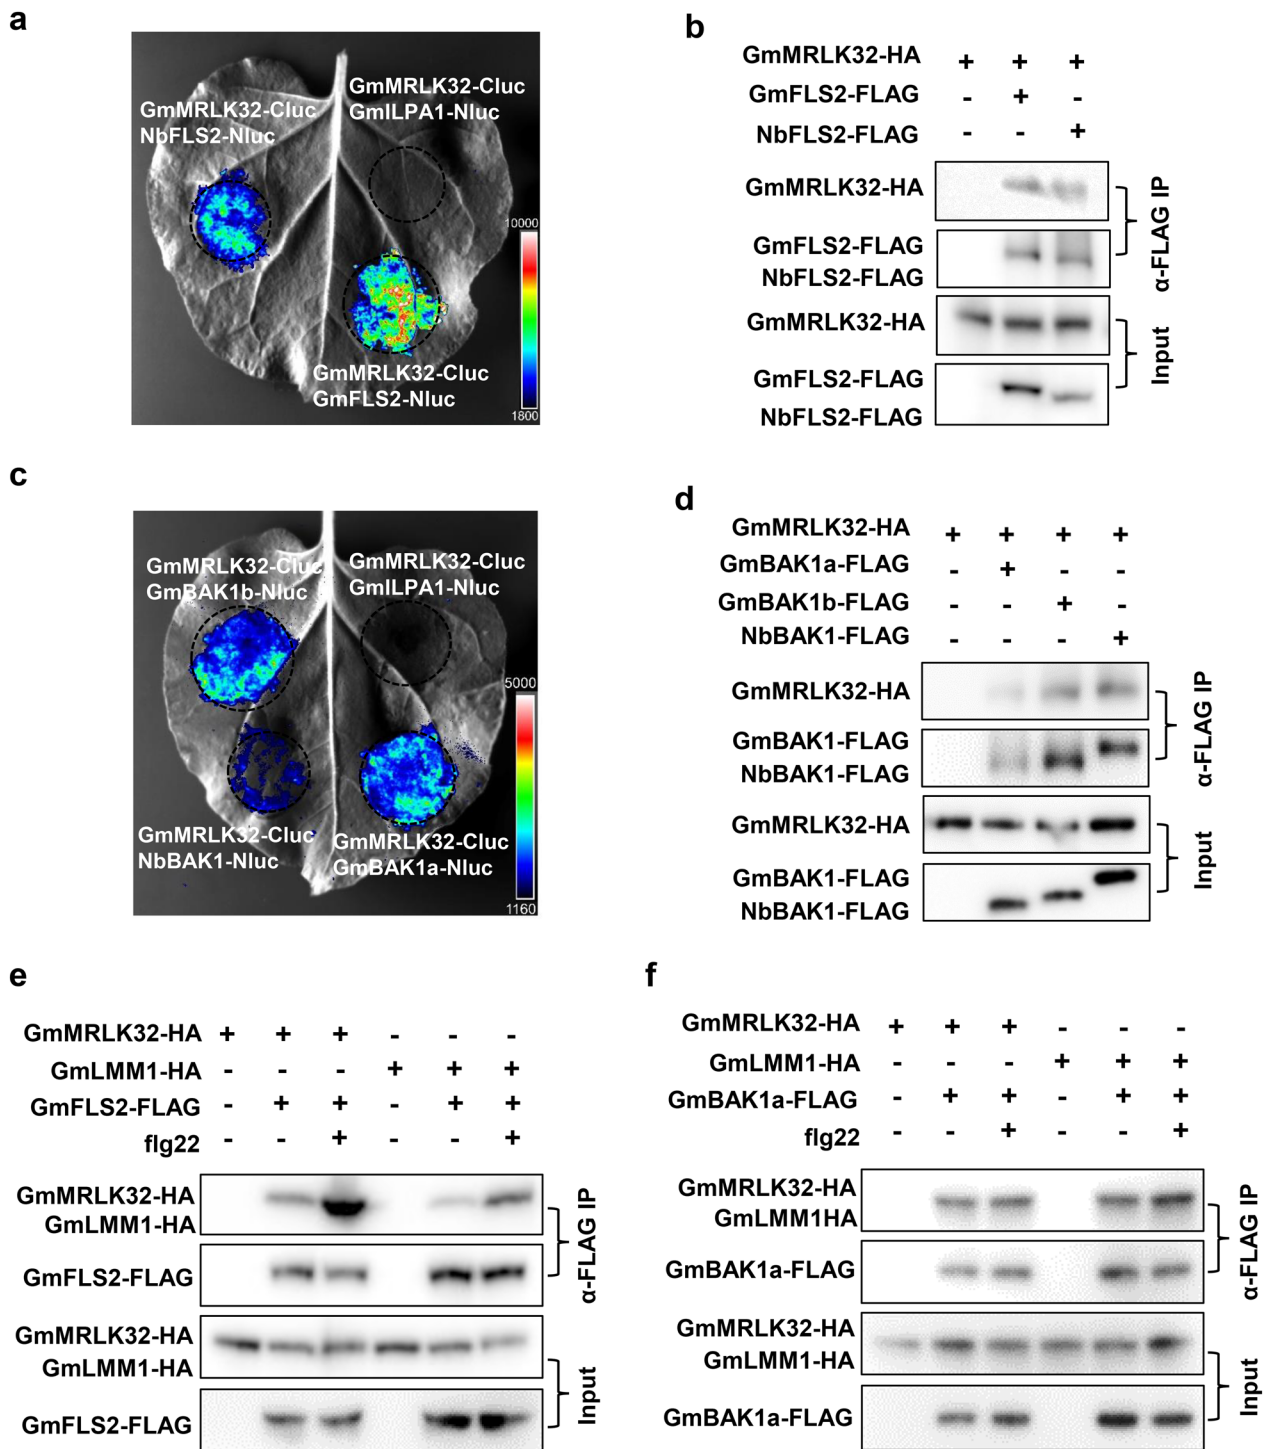 a
GmMRLK32-Cluc
NbFLS2-Nluc
GmMRLK32-Cluc
GmILPA1-Nluc
10000
1800
GmMRLK32-Cluc
GmFLS2-Nluc
b
GmMRLK32-HA + + +
GmFLS2-FLAG - + -
NbFLS2-FLAG - - +
GmMRLK32-HA
GmFLS2-FLAG
NbFLS2-FLAG
α-FLAG IP
GmMRLK32-HA
GmFLS2-FLAG
NbFLS2-FLAG
Input
c
GmMRLK32-Cluc
GmBAK1b-Nluc
GmMRLK32-Cluc
GmILPA1-Nluc
5000
1160
GmMRLK32-Cluc
NbBAK1-Nluc
GmMRLK32-Cluc
GmBAK1a-Nluc
d
GmMRLK32-HA + + + +
GmBAK1a-FLAG - + - -
GmBAK1b-FLAG - - + -
NbBAK1-FLAG - - - +
GmMRLK32-HA
GmBAK1-FLAG
NbBAK1-FLAG
α-FLAG IP
GmMRLK32-HA
GmBAK1-FLAG
NbBAK1-FLAG
Input
e
GmMRLK32-HA + + + - - -
GmLMM1-HA - - - + + +
GmFLS2-FLAG - + + - + +
flg22 - - + - - +
GmMRLK32-HA
GmLMM1-HA
GmFLS2-FLAG
α-FLAG IP
GmMRLK32-HA
GmLMM1-HA
GmFLS2-FLAG
Input
f
GmMRLK32-HA + + + - - -
GmLMM1-HA - - - + + +
GmBAK1a-FLAG - + + - + +
flg22 - - + - - +
GmMRLK32-HA
GmLMM1HA
GmBAK1a-FLAG
α-FLAG IP
GmMRLK32-HA
GmLMM1-HA
GmBAK1a-FLAG
Input